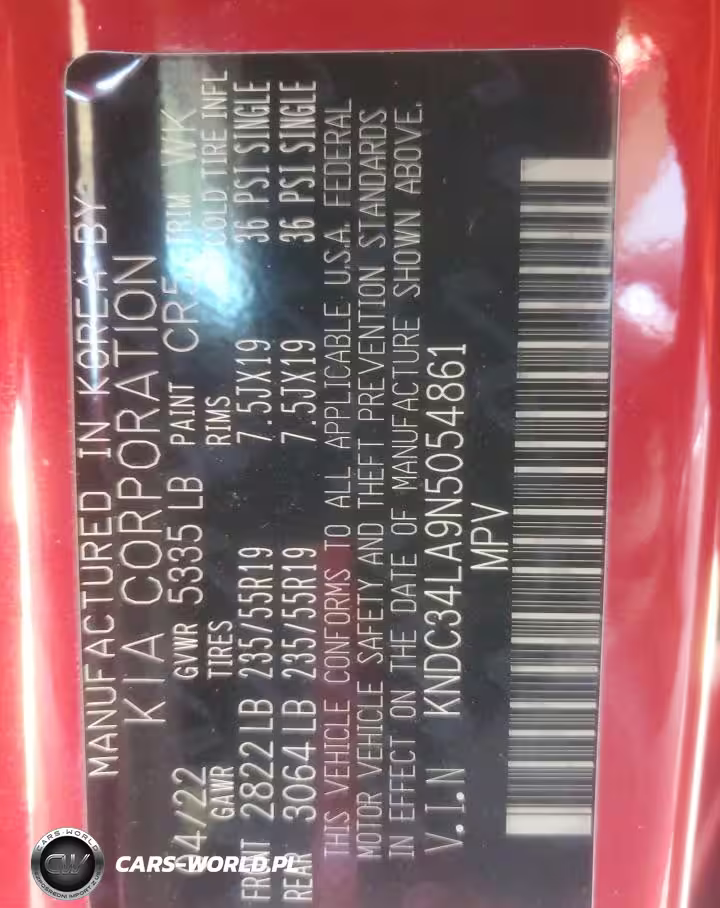 MANUFACTURED IN KOREA BY
KIA CORPORATION
4/22 GVWR 5335 LB PAINT CR5 TRIM WK
GAWR TIRES RIMS COLD TIRE INFL
FRONT 2822 LB 235/55R19 7.5JX19 36 PSI SINGLE
REAR 3064 LB 235/55R19 7.5JX19 36 PSI SINGLE
THIS VEHICLE CONFORMS TO ALL APPLICABLE U.S.A. FEDERAL
MOTOR VEHICLE SAFETY AND THEFT PREVENTION STANDARDS
IN EFFECT ON THE DATE OF MANUFACTURE SHOWN ABOVE.
V.I.N KNDC34LA9N5054861
MPV
CARS-WORLD
CW
CARS-WORLD.PL